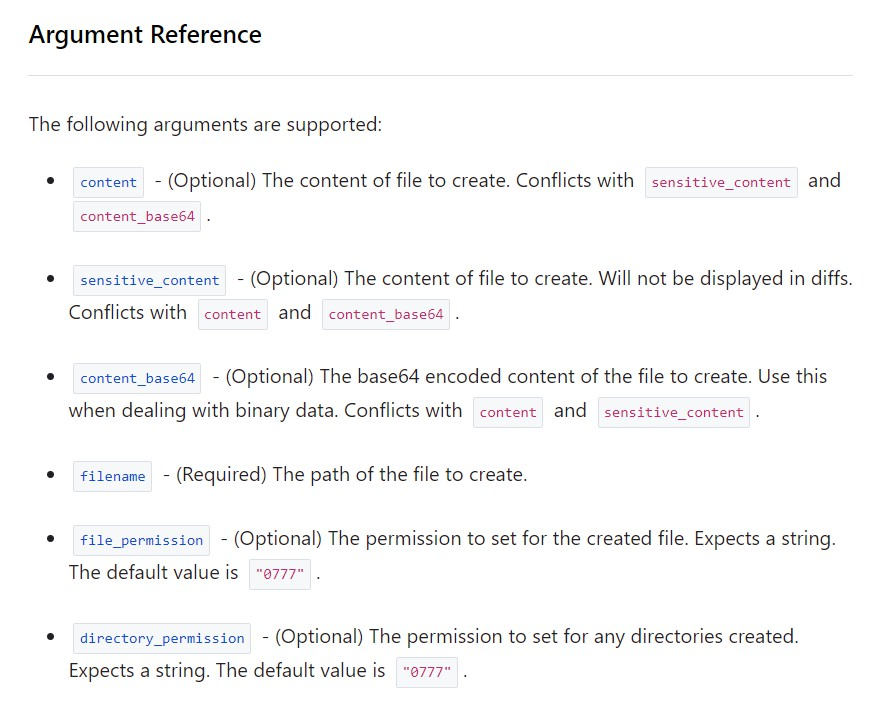 Argument Reference
The following arguments are supported:
• content - (Optional) The content of file to create. Conflicts with sensitive_content and
content_base64 .
• sensitive_content - (Optional) The content of file to create. Will not be displayed in diffs.
Conflicts with content and content_base64 .
• content_base64 - (Optional) The base64 encoded content of the file to create. Use this
when dealing with binary data. Conflicts with content and sensitive_content .
• filename - (Required) The path of the file to create.
• file_permission - (Optional) The permission to set for the created file. Expects a string.
The default value is "0777" .
• directory_permission - (Optional) The permission to set for any directories created.
Expects a string. The default value is "0777" .